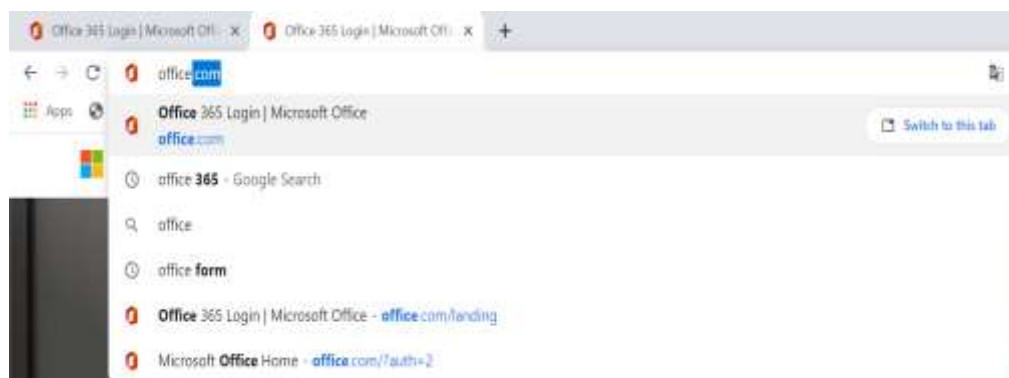 Office 365 Login | Microsoft Offi
Office 365 Login | Microsoft Offi
office.com
Apps
Office 365 Login | Microsoft Office
office.com
Switch to this tab
office 365 - Google Search
office
office form
Office 365 Login | Microsoft Office - office.com/landing
Microsoft Office Home - office.com/?auth=2